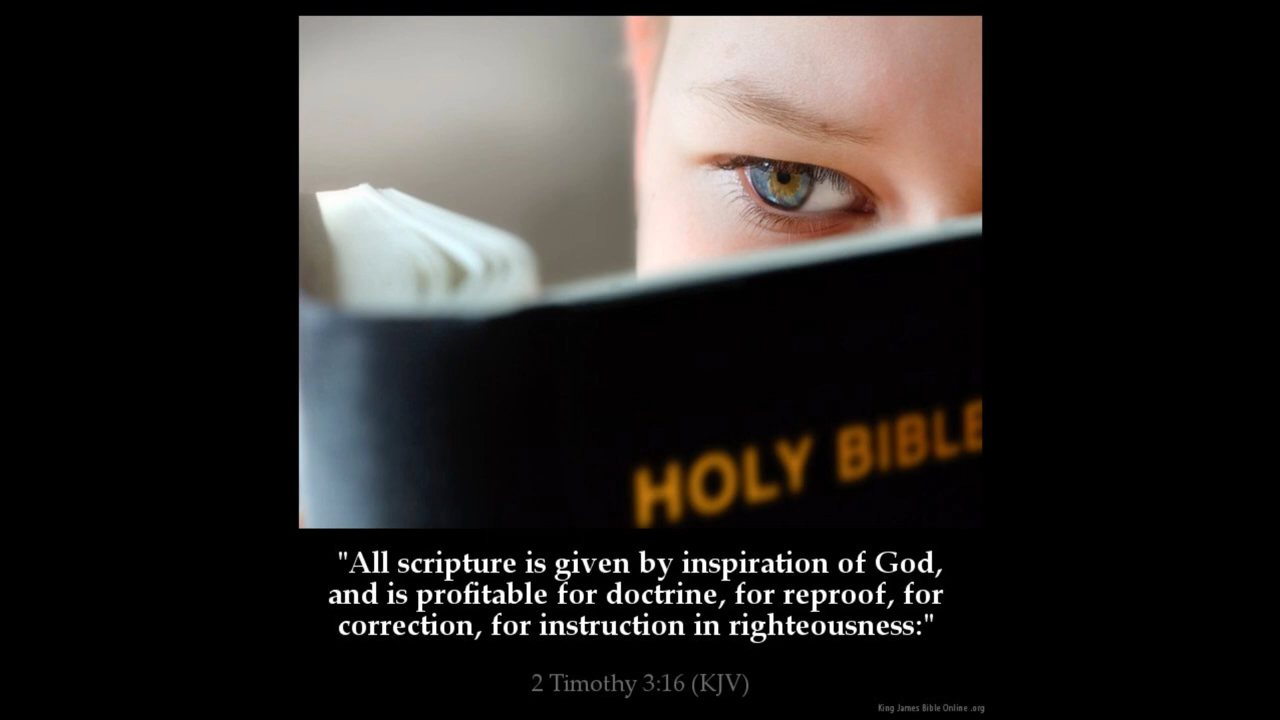 HOLY BIBLE
"All scripture is given by inspiration of God,
and is profitable for doctrine, for reproof, for
correction, for instruction in righteousness:"
2 Timothy 3:16 (KJV)
King James Bible Online .org